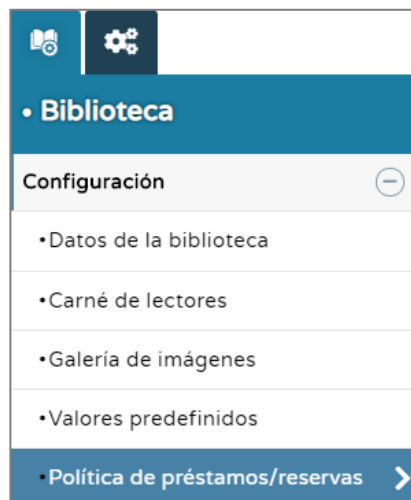 • Biblioteca
Configuración
•Datos de la biblioteca
•Carné de lectores
•Galería de imágenes
•Valores predefinidos
•Política de préstamos/reservas